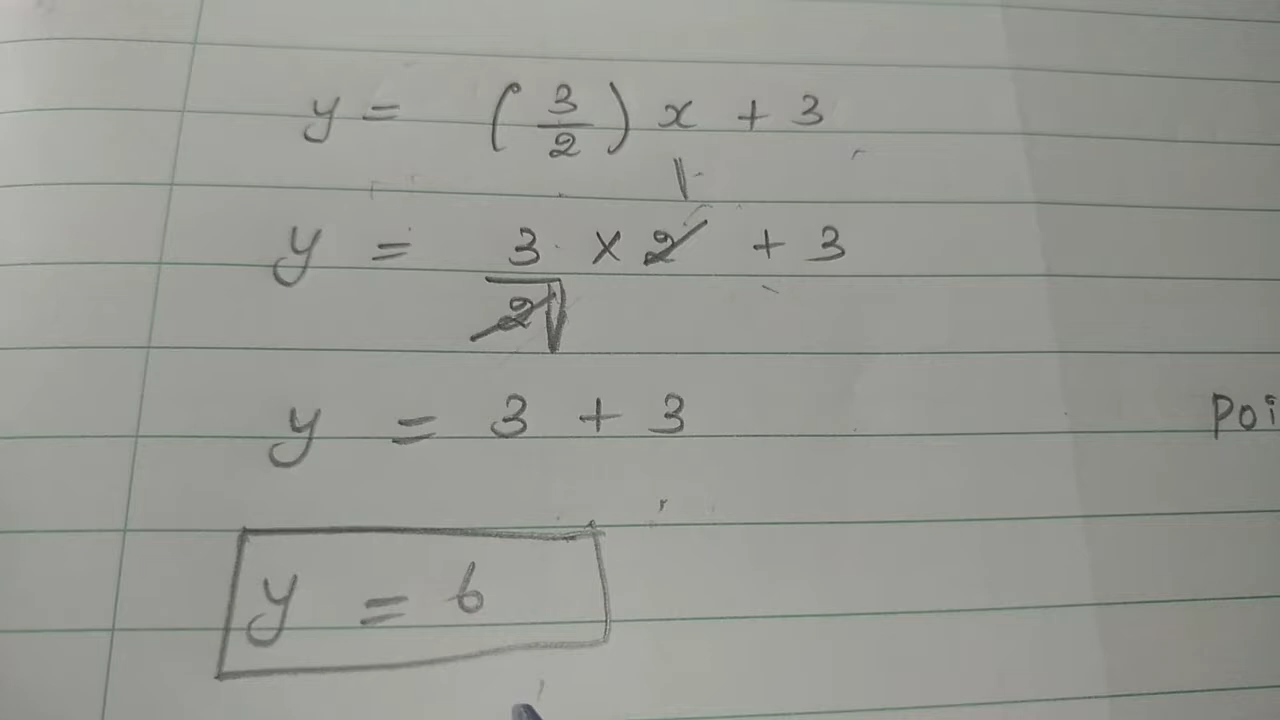 y = (3/2) x + 3
y = 3/2 × 2 + 3
y = 3 + 3
Poi
y = 6